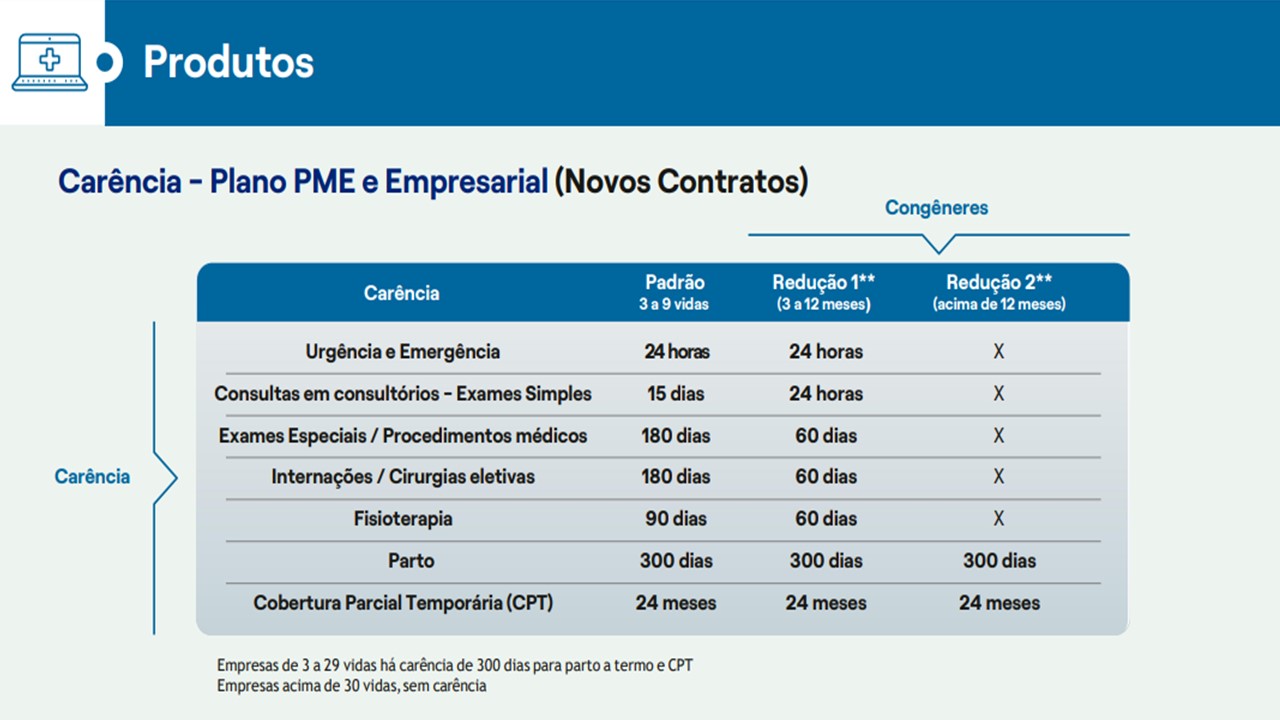 Produtos
Carência - Plano PME e Empresarial (Novos Contratos)
Congêneres
Carência Padrão Redução 1** Redução 2**
3 a 9 vidas (3 a 12 meses) (acima de 12 meses)
Urgência e Emergência 24 horas 24 horas X
Consultas em consultórios - Exames Simples 15 dias 24 horas X
Exames Especiais / Procedimentos médicos 180 dias 60 dias X
Internações / Cirurgias eletivas 180 dias 60 dias X
Carência
Fisioterapia 90 dias 60 dias X
Parto 300 dias 300 dias 300 dias
Cobertura Parcial Temporária (CPT) 24 meses 24 meses 24 meses
Empresas de 3 a 29 vidas há carência de 300 dias para parto a termo e CPT
Empresas acima de 30 vidas, sem carência